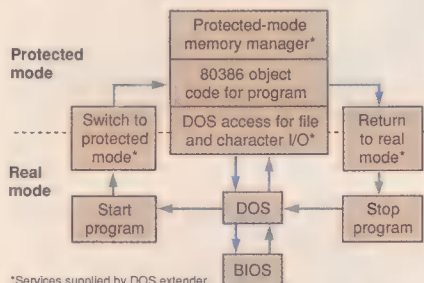 Protected-mode
memory manager*
Protected
mode
80386 object
code for program
Switch to
protected
mode*
DOS access for file
and character I/O*
Return
to real
mode*
Real
mode
Start
program
DOS
Stop
program
BIOS
*Services supplied by DOS extender